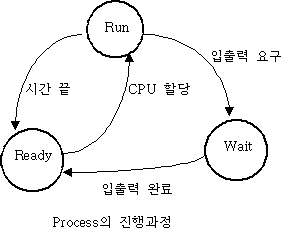 Run
입출력 요구
시간 끝
CPU 할당
Ready
Wait
입출력 완료
Process의 진행과정